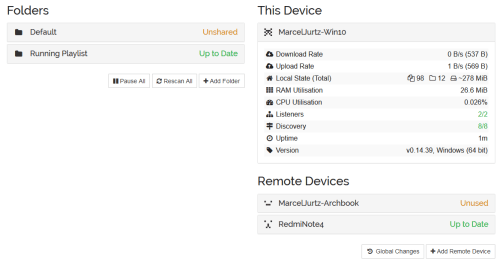 Folders
Default Unshared
Running Playlist Up to Date
Pause All Rescan All + Add Folder
This Device
MarcelJurtz-Win10
Download Rate 0 B/s (537 B)
Upload Rate 1 B/s (569 B)
Local State (Total) 98 12 ~278 MiB
RAM Utilisation 26.6 MiB
CPU Utilisation 0.026%
Listeners 2/2
Discovery 8/8
Uptime 1m
Version v0.14.39, Windows (64 bit)
Remote Devices
MarcelJurtz-Archbook Unused
RedmiNote4 Up to Date
Global Changes + Add Remote Device